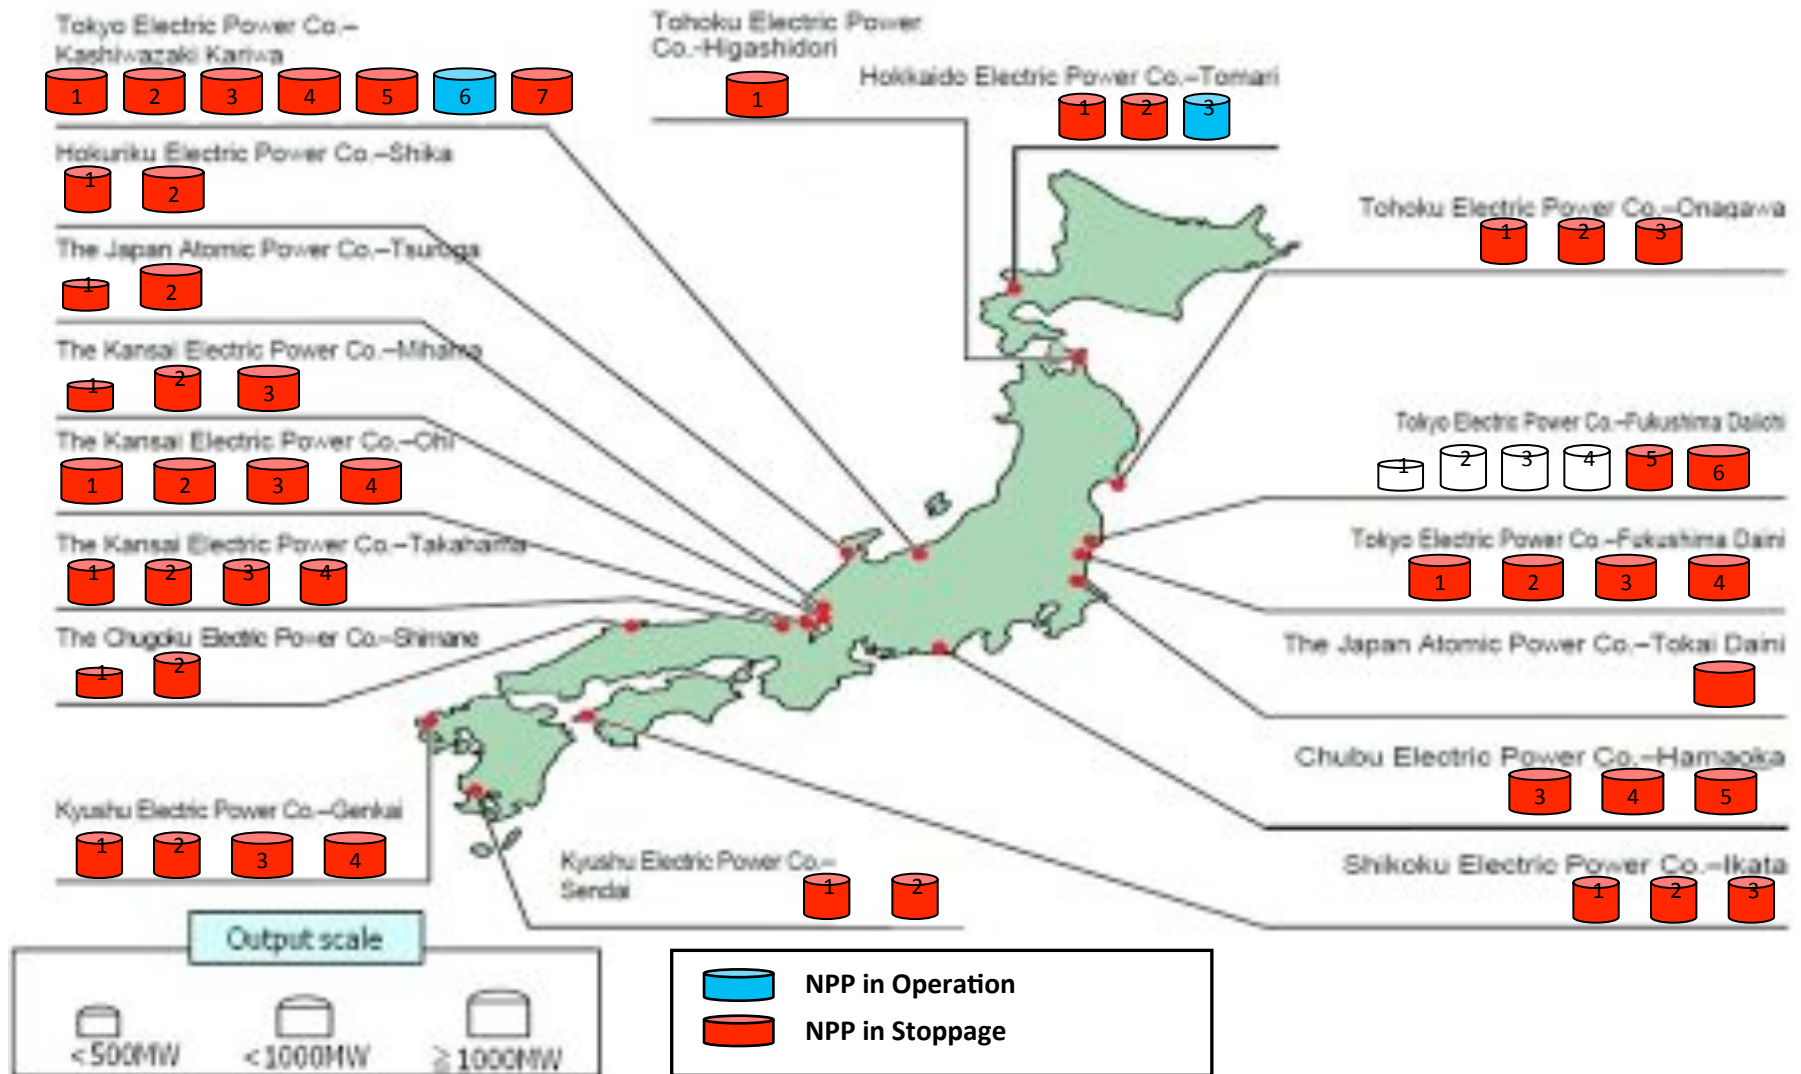 Tokyo Electric Power Co.–
Kashiwazaki Kariwa
1 2 3 4 5 6 7
Hokuriku Electric Power Co.–Shika
1 2
The Japan Atomic Power Co.–Tsuruga
1 2
The Kansai Electric Power Co.–Mihama
1 2 3
The Kansai Electric Power Co.–Ohi
1 2 3 4
The Kansai Electric Power Co.–Takahama
1 2 3 4
The Chugoku Electric Power Co.–Shimane
1 2
Kyushu Electric Power Co.–Genkai
1 2 3 4
Tohoku Electric Power
Co.-Higashidori
1
Hokkaido Electric Power Co.–Tomari
1 2 3
Tohoku Electric Power Co.–Onagawa
1 2 3
Tokyo Electric Power Co.–Fukushima Daiichi
1 2 3 4 5 6
Tokyo Electric Power Co.–Fukushima Daini
1 2 3 4
The Japan Atomic Power Co.–Tokai Daini
Chubu Electric Power Co.–Hamaoka
3 4 5
Shikoku Electric Power Co.–Ikata
1 2 3
Kyushu Electric Power Co.–
Sendai
1 2
Output scale
<500MW <1000MW ≧1000MW
NPP in Operation
NPP in Stoppage